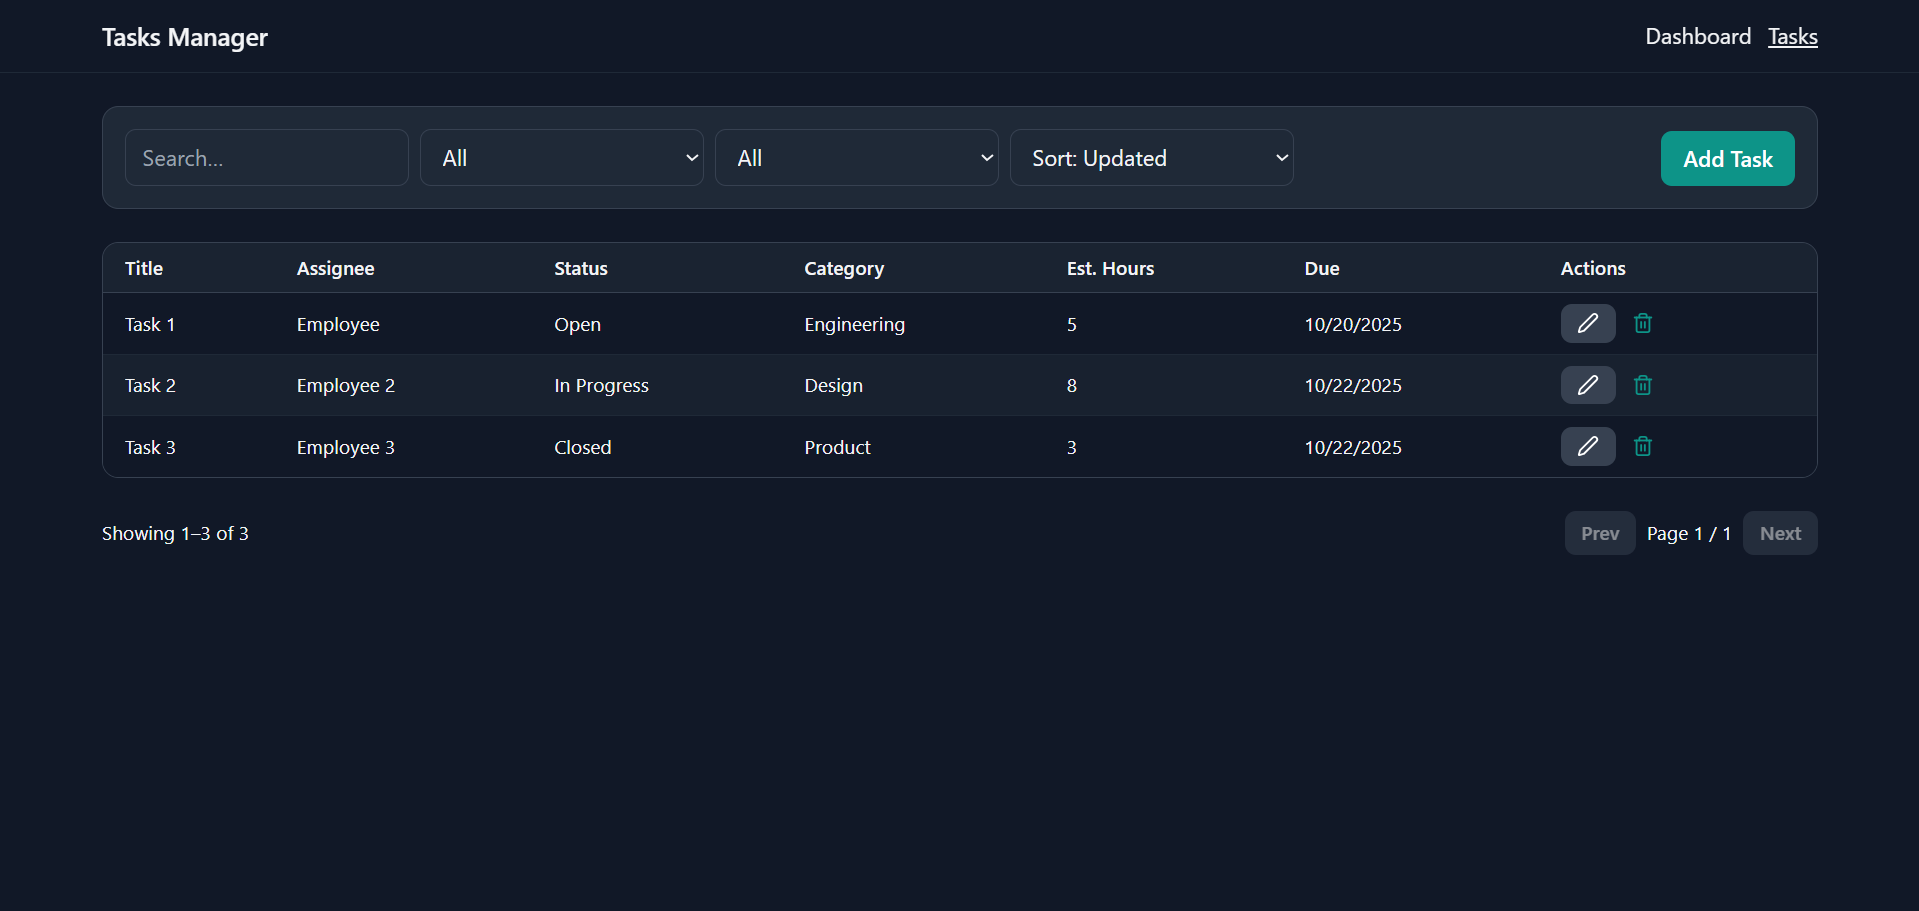 Tasks Manager Dashboard Tasks
Search... All All Sort: Updated Add Task
Title Assignee Status Category Est. Hours Due Actions
Task 1 Employee Open Engineering 5 10/20/2025
Task 2 Employee 2 In Progress Design 8 10/22/2025
Task 3 Employee 3 Closed Product 3 10/22/2025
Showing 1–3 of 3 Prev Page 1 / 1 Next